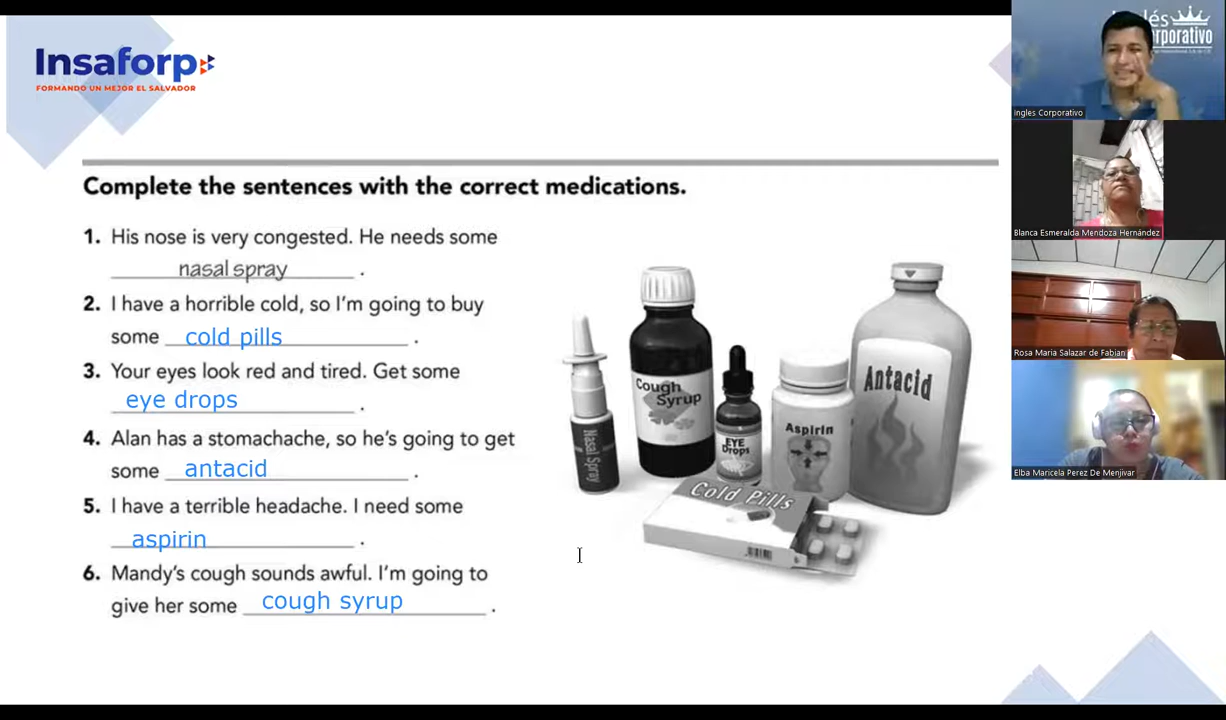 Insaforp
FORMANDO UN MEJOR EL SALVADOR
Complete the sentences with the correct medications.
1. His nose is very congested. He needs some
nasal spray .
2. I have a horrible cold, so I'm going to buy
some cold pills .
3. Your eyes look red and tired. Get some
eye drops .
4. Alan has a stomachache, so he's going to get
some antacid .
5. I have a terrible headache. I need some
aspirin .
6. Mandy's cough sounds awful. I'm going to
give her some cough syrup .
Nasal Spray
Cough
Syrup
EYE
Drops
Aspirin
Antacid
Cold Pills
inglés
Corporativo
Ingles Corporativo
Blanca Esmeralda Mendoza Hernández
Rosa Maria Salazar de Fabian
Elba Maricela Perez De Menjivar